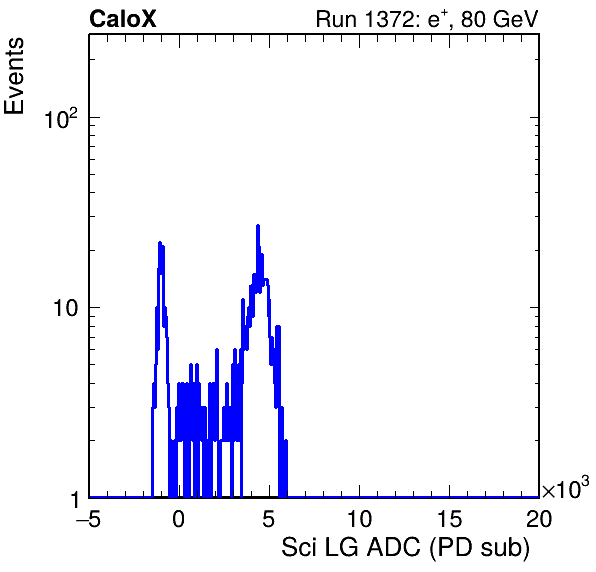 CaloX Run 1372: e⁺, 80 GeV
Events
10²
10
1
−5 0 5 10 15 20
×10³
Sci LG ADC (PD sub)